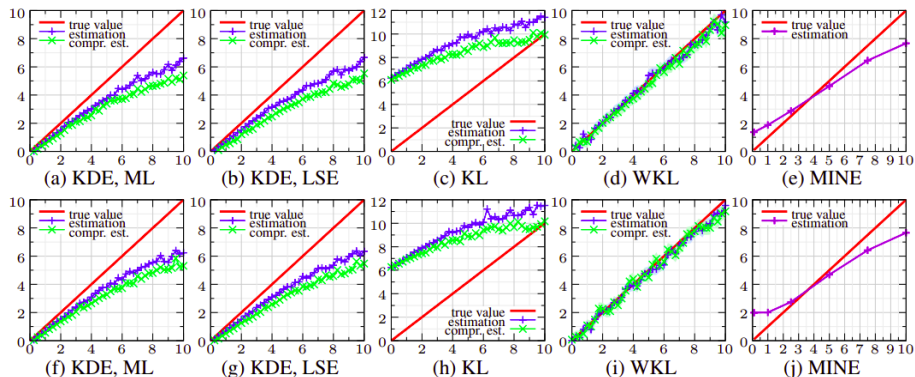 10 10 12 10 10
8 8 10 8 8
6 6 8 6 6
4 4 6 4 4
2 2 4 2 2
0 0 2 0 0
0
true value true value true value true value true value
estimation estimation estimation estimation estimation
compr. est. compr. est. compr. est. compr. est.
0 2 4 6 8 10 0 2 4 6 8 10 0 2 4 6 8 10 0 2 4 6 8 10 0 1 2 3 4 5 6 7 8 10
(a) KDE, ML (b) KDE, LSE (c) KL (d) WKL (e) MINE
10 10 12 10 10
8 8 10 8 8
6 6 8 6 6
4 4 6 4 4
2 2 4 2 2
0 0 2 0 0
0
true value true value true value true value true value
estimation estimation estimation estimation estimation
compr. est. compr. est. compr. est. compr. est.
0 2 4 6 8 10 0 2 4 6 8 10 0 2 4 6 8 10 0 2 4 6 8 10 0 1 2 3 4 5 6 7 8 10
(f) KDE, ML (g) KDE, LSE (h) KL (i) WKL (j) MINE